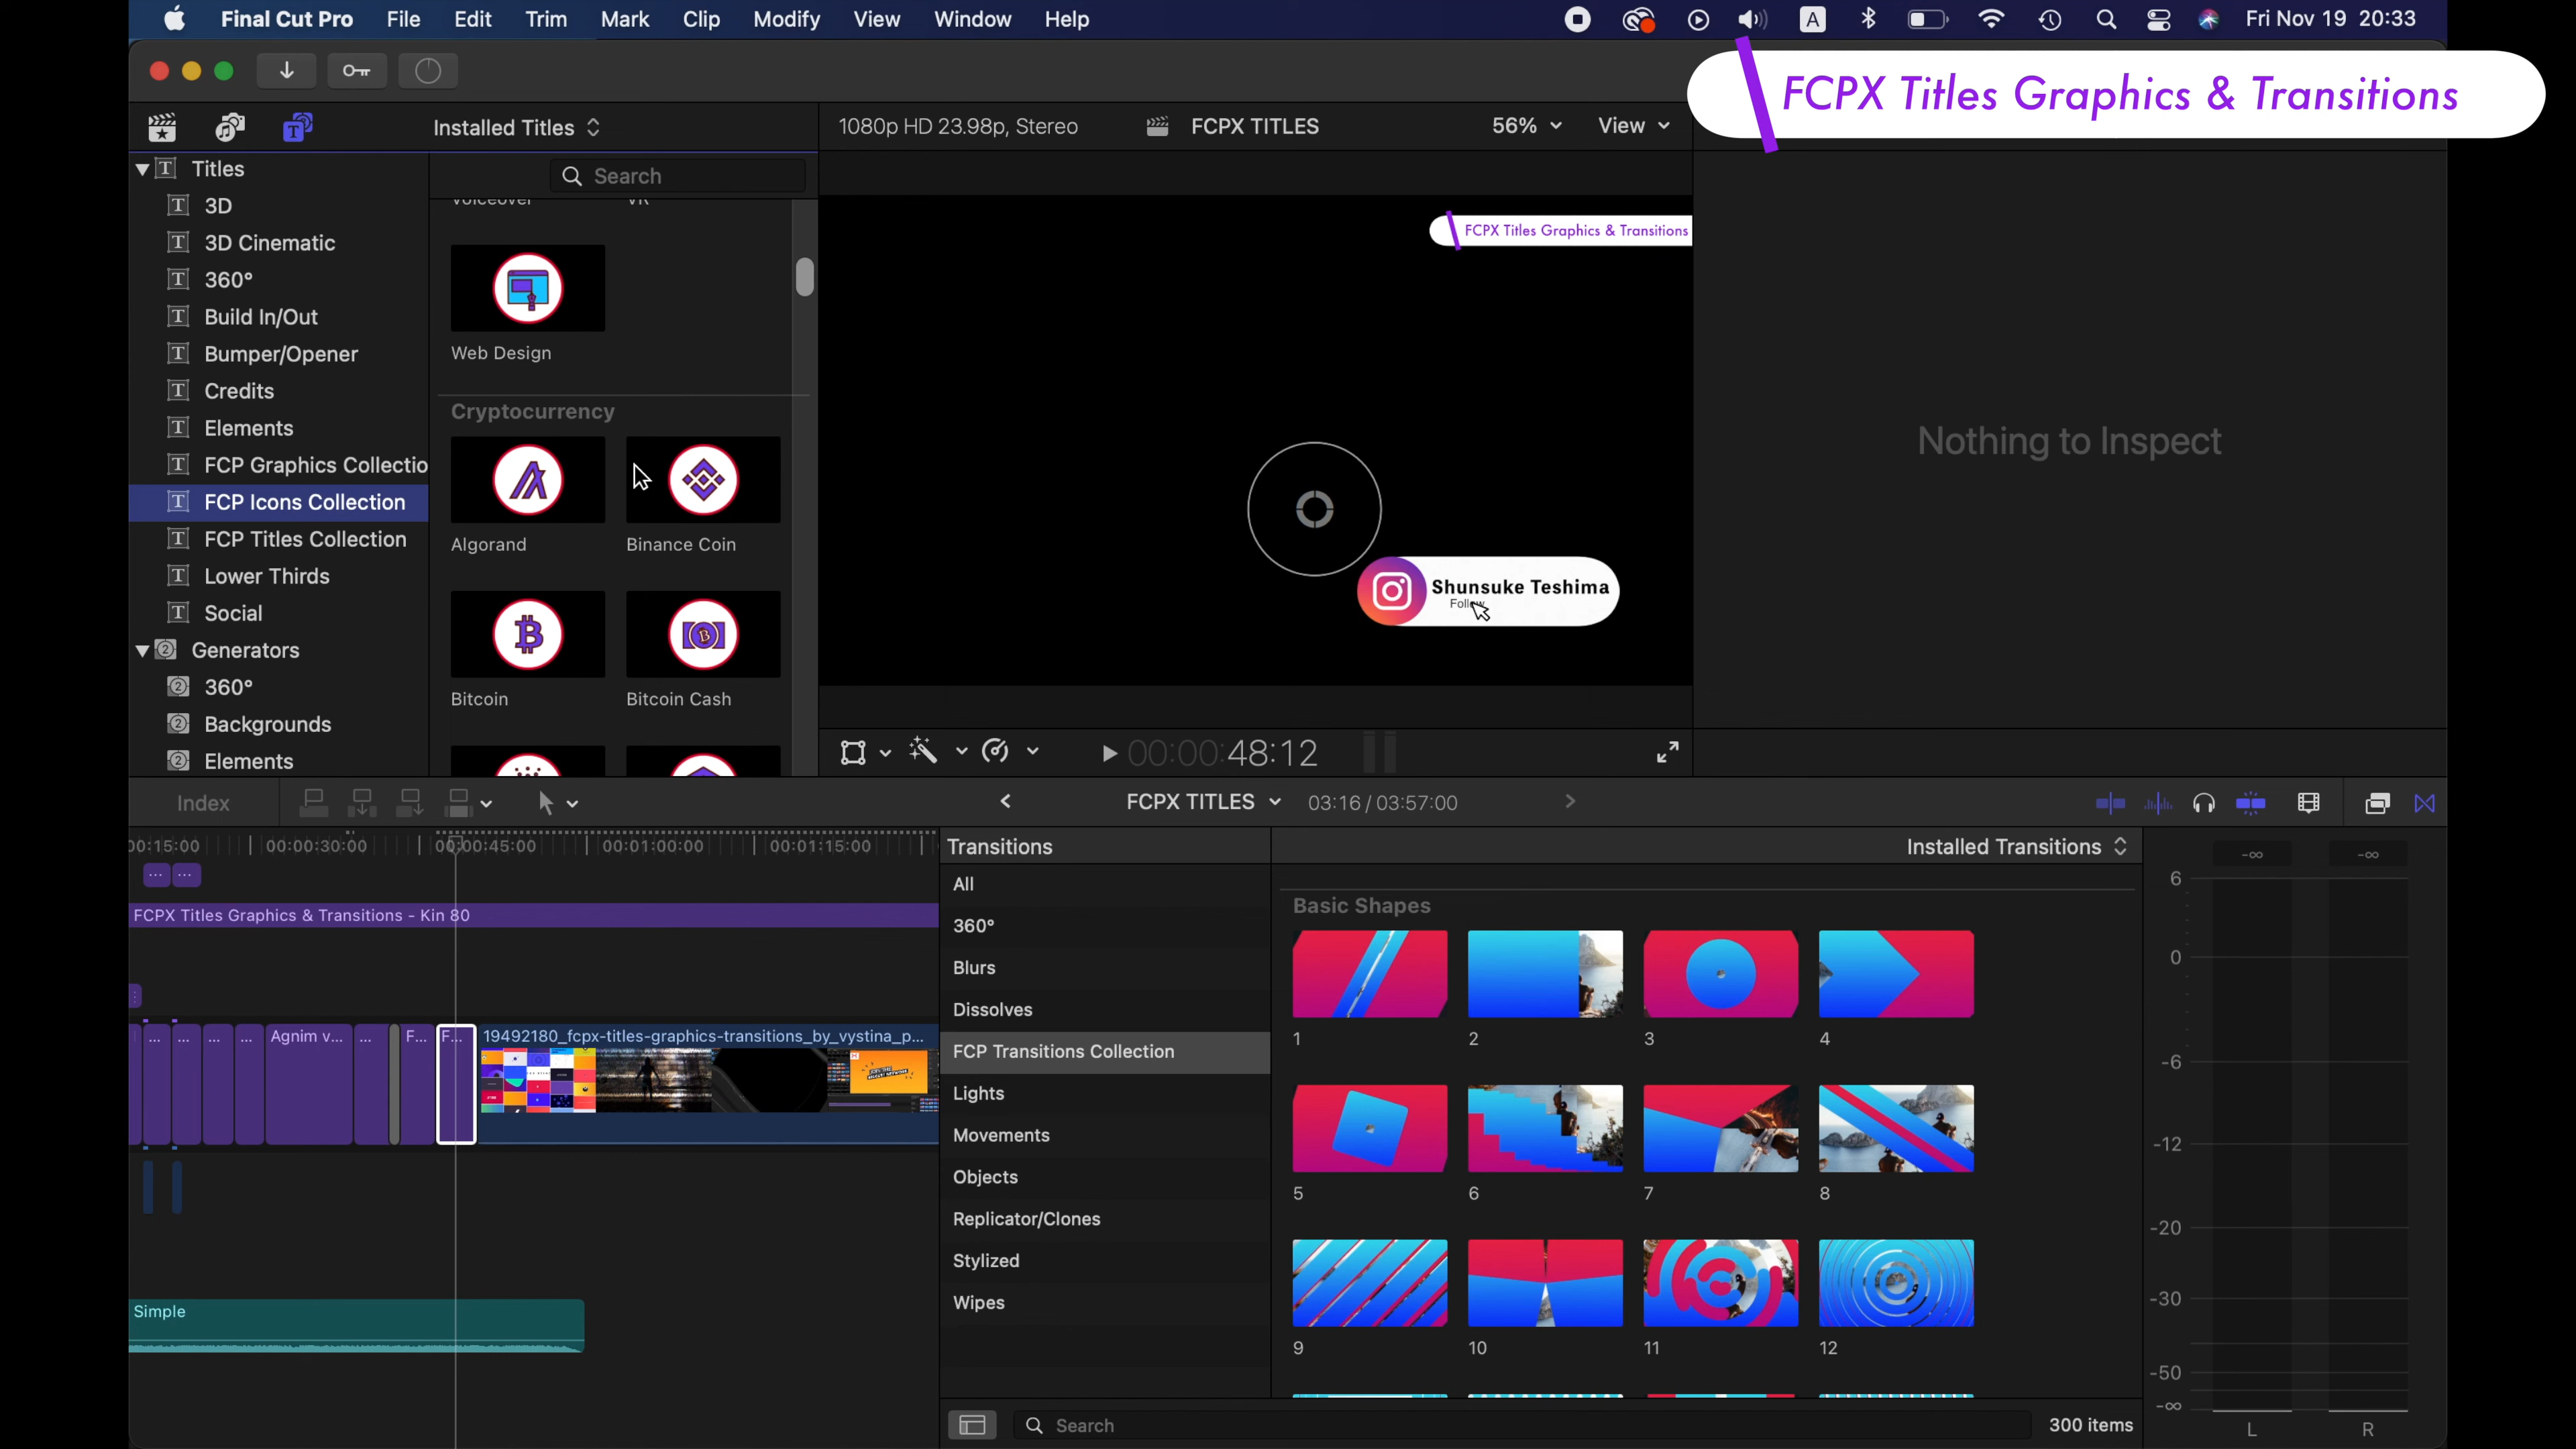 Final Cut Pro File Edit Trim Mark Clip Modify View Window Help A Fri Nov 19 20:33
FCPX Titles Graphics & Transitions
Installed Titles
1080p HD 23.98p, Stereo FCPX TITLES 56% View
Titles
3D
3D Cinematic
360°
Build In/Out
Bumper/Opener
Credits
Elements
FCP Graphics Collectio
FCP Icons Collection
FCP Titles Collection
Lower Thirds
Social
Generators
360°
Backgrounds
Elements
Search
Voiceover VR
Web Design
Cryptocurrency
Algorand Binance Coin
Bitcoin Bitcoin Cash
FCPX Titles Graphics & Transitions
Shunsuke Teshima
Nothing to Inspect
00:00:48:12
Index
FCPX TITLES 03:16 / 03:57:00
00:15:00 00:00:30:00 00:00:45:00 00:01:00:00 00:01:15:00
FCPX Titles Graphics & Transitions - Kin 80
... ... ... ... Agnim v... ... F... F... 19492180_fcpx-titles-graphics-transitions_by_vystina_p...
Simple
Transitions
All
360°
Blurs
Dissolves
FCP Transitions Collection
Lights
Movements
Objects
Replicator/Clones
Stylized
Wipes
Installed Transitions
Basic Shapes
1 2 3 4
5 6 7 8
9 10 11 12
Search
300 items
-∞ -∞
6
0
-6
-12
-20
-30
-50
-∞
L R